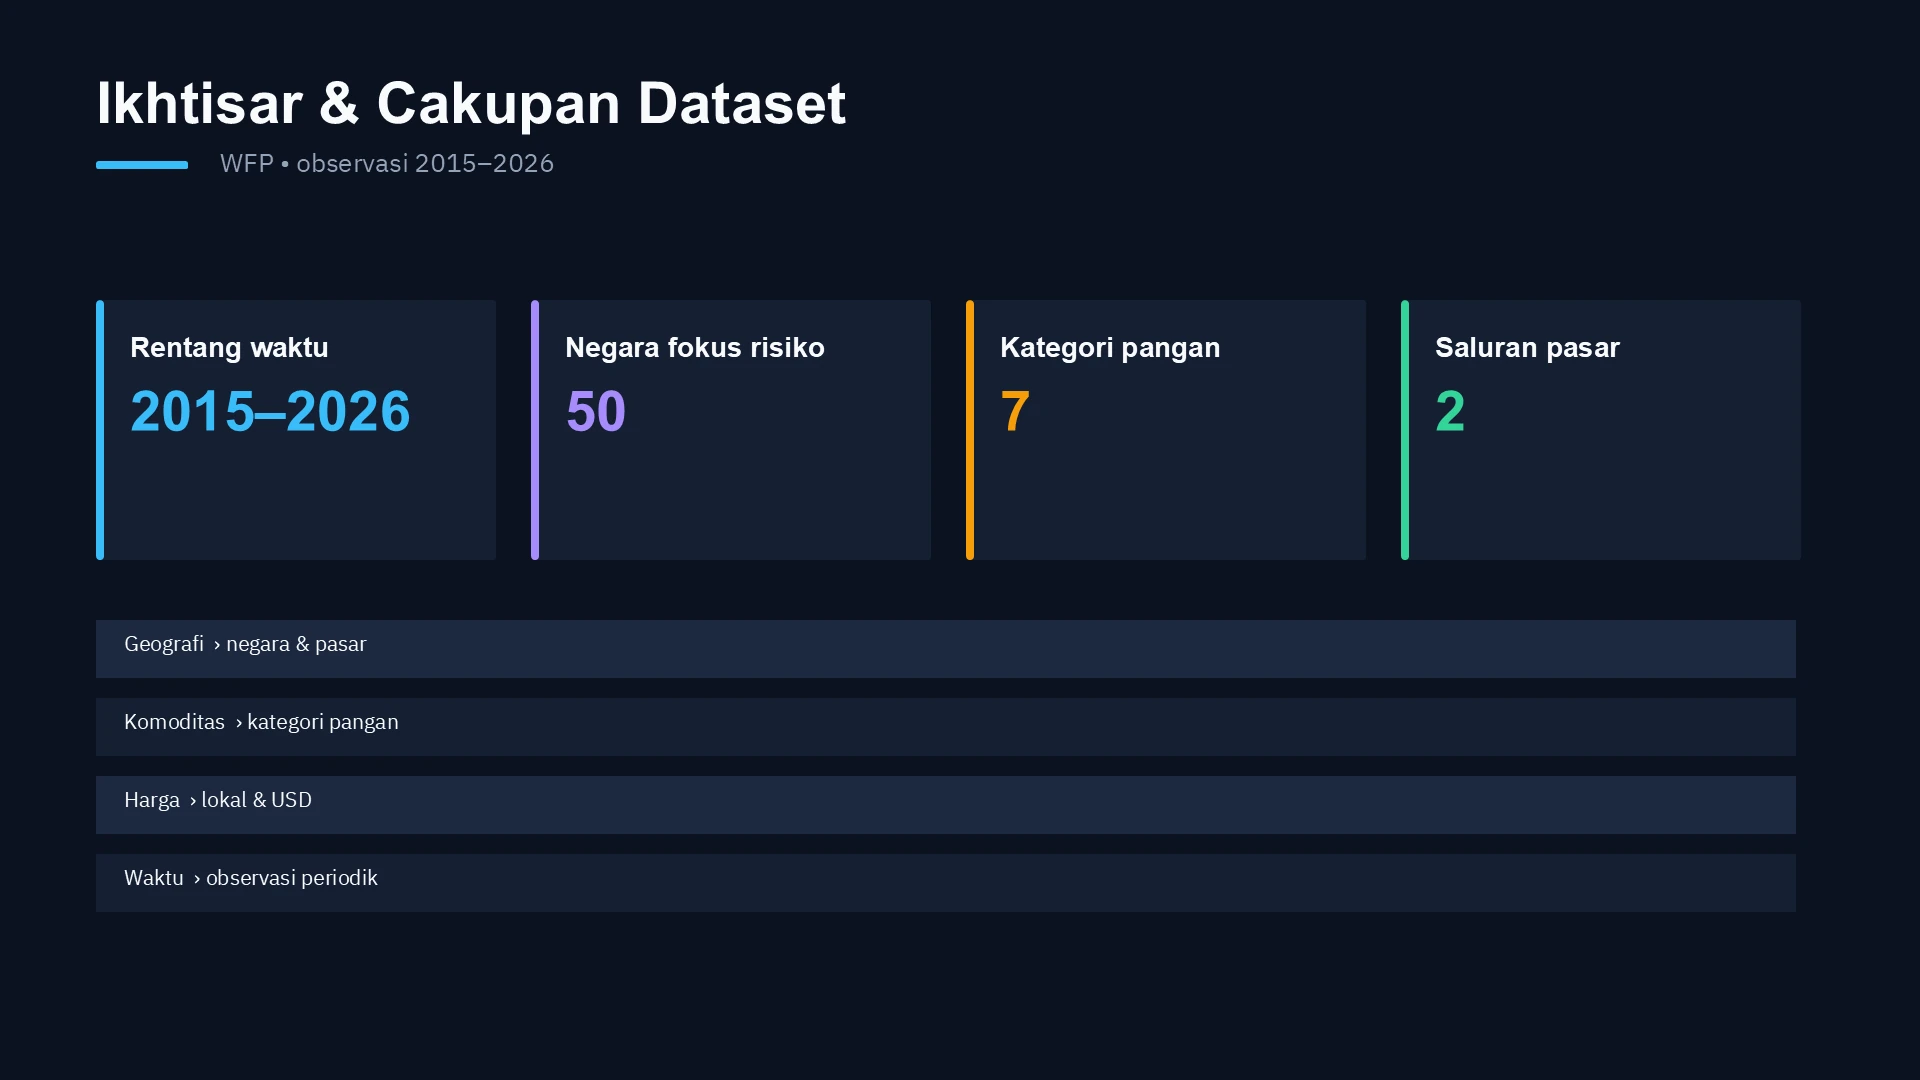 Ikhtisar & Cakupan Dataset
WFP • observasi 2015–2026
Rentang waktu
2015–2026
Negara fokus risiko
50
Kategori pangan
7
Saluran pasar
2
Geografi › negara & pasar
Komoditas › kategori pangan
Harga › lokal & USD
Waktu › observasi periodik